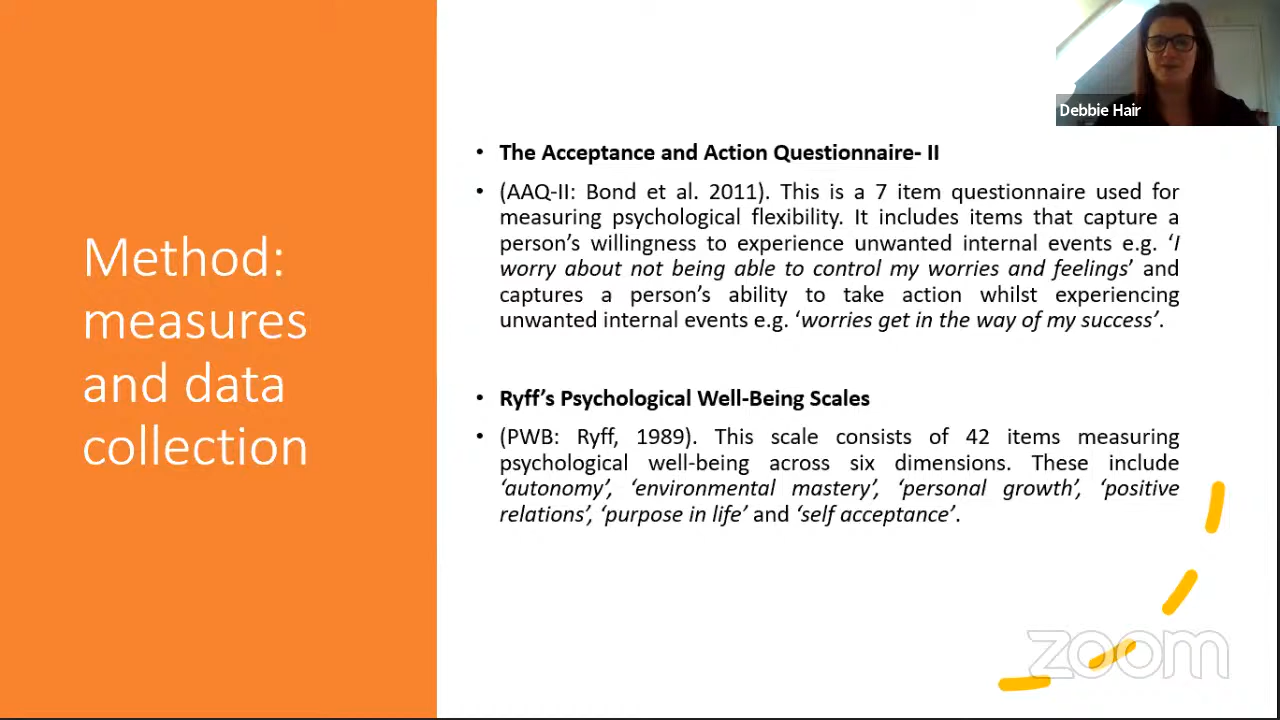 Method:
measures
and data
collection
Debbie Hair
• The Acceptance and Action Questionnaire- II
• (AAQ-II: Bond et al. 2011). This is a 7 item questionnaire used for
measuring psychological flexibility. It includes items that capture a
person’s willingness to experience unwanted internal events e.g. ‘I
worry about not being able to control my worries and feelings’ and
captures a person’s ability to take action whilst experiencing
unwanted internal events e.g. ‘worries get in the way of my success’.
• Ryff’s Psychological Well-Being Scales
• (PWB: Ryff, 1989). This scale consists of 42 items measuring
psychological well-being across six dimensions. These include
‘autonomy’, ‘environmental mastery’, ‘personal growth’, ‘positive
relations’, ‘purpose in life’ and ‘self acceptance’.
zoom